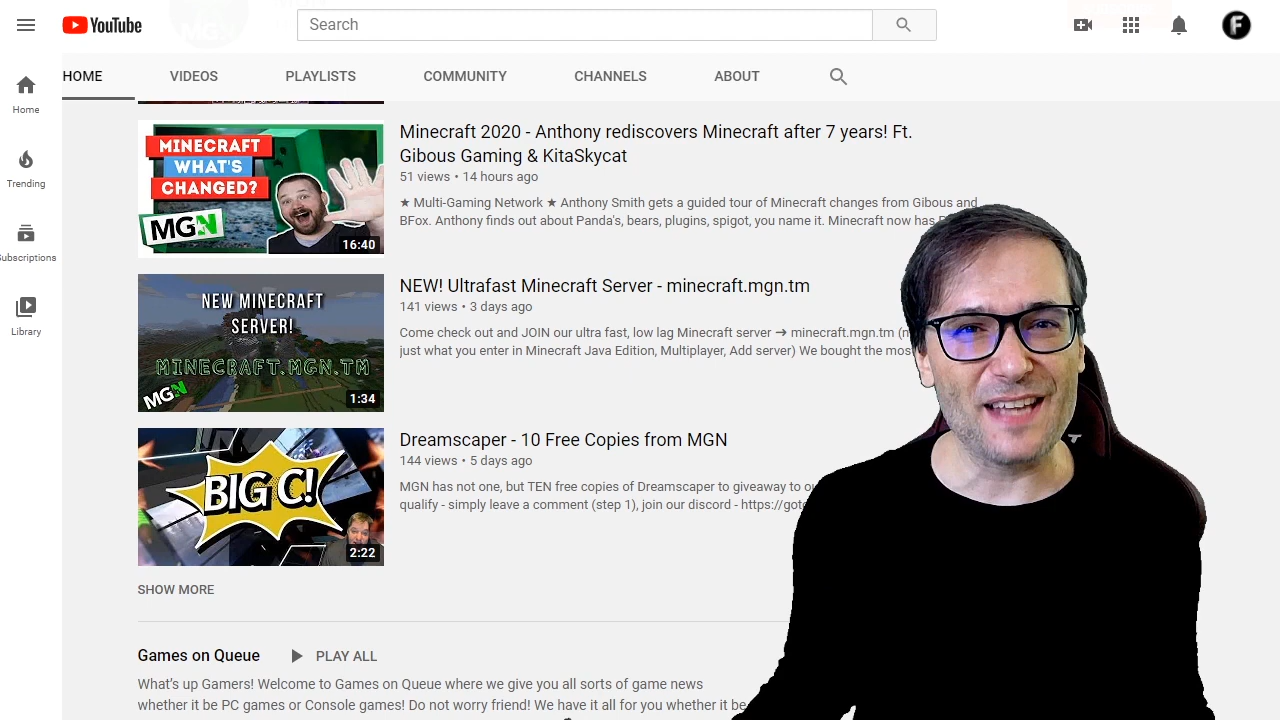 MGN
YouTube
Search
F
HOME
VIDEOS
PLAYLISTS
COMMUNITY
CHANNELS
ABOUT
Home
Trending
Subscriptions
Library
MINECRAFT
WHAT'S
CHANGED?
MGN
16:40
Minecraft 2020 - Anthony rediscovers Minecraft after 7 years! Ft.
Gibous Gaming & KitaSkycat
51 views • 14 hours ago
★ Multi-Gaming Network ★ Anthony Smith gets a guided tour of Minecraft changes from Gibous and
BFox. Anthony finds out about Panda's, bears, plugins, spigot, you name it. Minecraft now has
NEW MINECRAFT
SERVER!
MINECRAFT.MGN.TM
MGN
1:34
NEW! Ultrafast Minecraft Server - minecraft.mgn.tm
141 views • 3 days ago
Come check out and JOIN our ultra fast, low lag Minecraft server ➔ minecraft.mgn.tm
just what you enter in Minecraft Java Edition, Multiplayer, Add server) We bought the mos
BIG C!
2:22
Dreamscaper - 10 Free Copies from MGN
144 views • 5 days ago
MGN has not one, but TEN free copies of Dreamscaper to giveaway to
qualify - simply leave a comment (step 1), join our discord -
SHOW MORE
Games on Queue
PLAY ALL
What's up Gamers! Welcome to Games on Queue where we give you all sorts of game news
whether it be PC games or Console games! Do not worry friend! We have it all for you whether it be